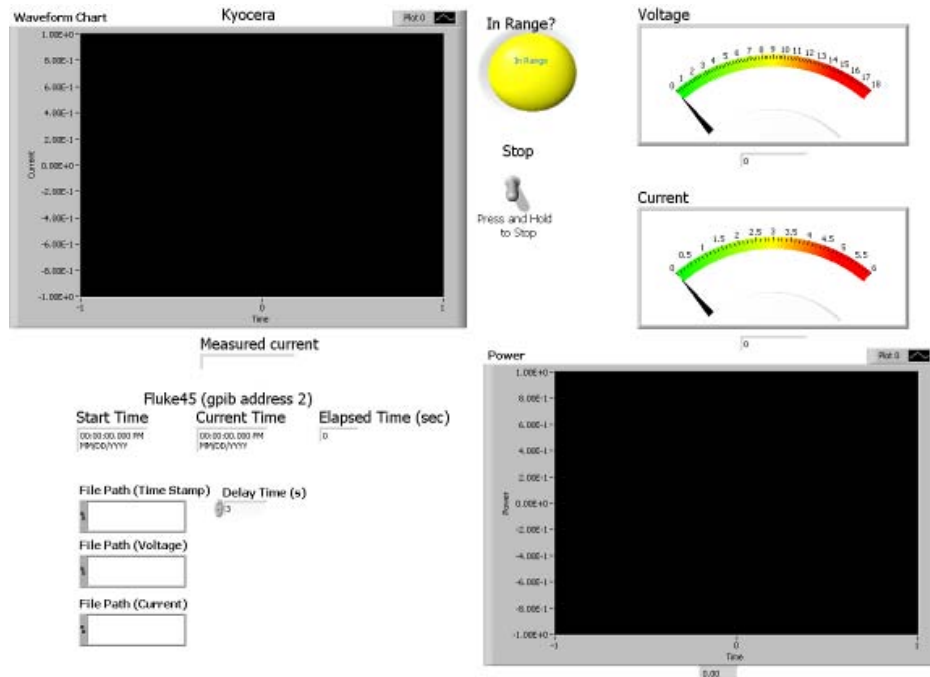 Waveform Chart
Kyocera
Plot 0
1.00E+0
8.00E-1
6.00E-1
4.00E-1
2.00E-1
0.00E+0
-2.00E-1
-4.00E-1
-6.00E-1
-8.00E-1
-1.00E+0
Current
-1
0
1
Time
In Range?
In Range
Stop
Press and Hold
to Stop
Voltage
0 1 2 3 4 5 6 7 8 9 10 11 12 13 14 15 16 17 18
0
Current
0 0.5 1 1.5 2 2.5 3 3.5 4 4.5 5 5.5 6
0
Measured current
Fluke45 (gpib address 2)
Start Time
Current Time
Elapsed Time (sec)
00:00:00.000 PM
MM/DD/YYYY
00:00:00.000 PM
MM/DD/YYYY
0
File Path (Time Stamp)
Delay Time (s)
3
File Path (Voltage)
File Path (Current)
Power
Plot 0
1.00E+0
8.00E-1
6.00E-1
4.00E-1
2.00E-1
0.00E+0
-2.00E-1
-4.00E-1
-6.00E-1
-8.00E-1
-1.00E+0
Power
-1
0
1
Time
0.00